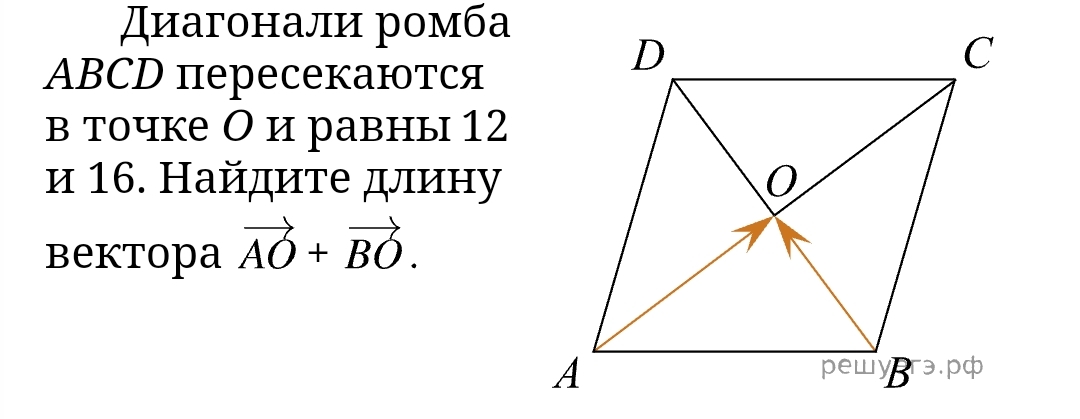 Диагонали ромба
ABCD пересекаются
в точке O и равны 12
и 16. Найдите длину
вектора AO + BO.
D
C
O
A
B
решуегэ.рф